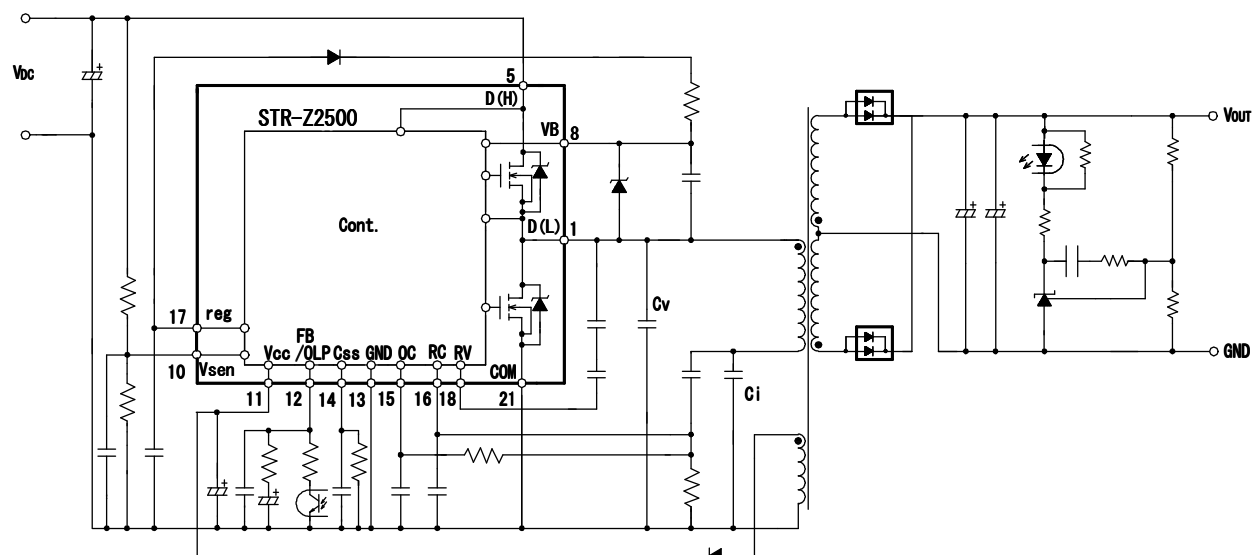 VDC
5
STR-Z2500
D(H)
VB
8
Cont.
D(L)
1
VOUT
Cv
17
reg
10
Vsen
Vcc
FB
/OLP
Css
GND
OC
RC
RV
COM
11
12
14
13
15
16
18
21
Ci
GND